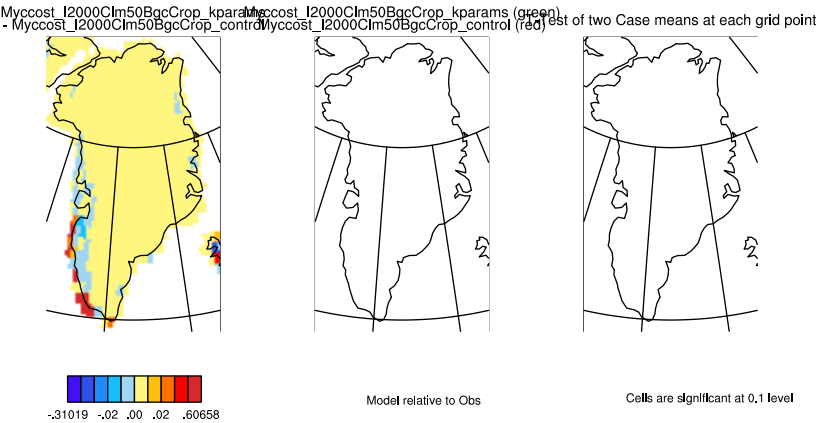 Myccost_I2000Clm50BgcCrop_kparams
- Myccost_I2000Clm50BgcCrop_control
Myccost_I2000Clm50BgcCrop_kparams (green)
Myccost_I2000Clm50BgcCrop_control (red)
T-Test of two Case means at each grid point
-.31019 -.02 .00 .02 .60658
Model relative to Obs
Cells are significant at 0.1 level